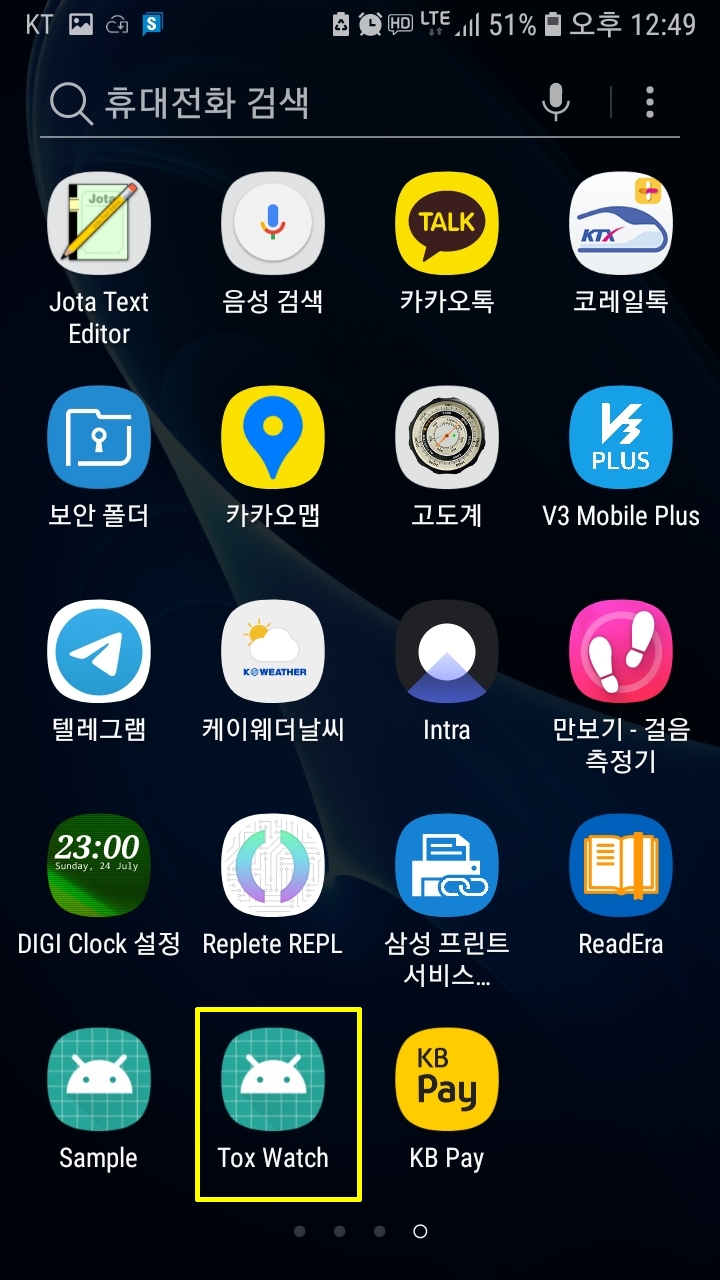 KT S HD LTE 51% 오후 12:49
휴대전화 검색
Jota
TALK
KTX
Jota Text
Editor
음성 검색
카카오톡
코레일톡
V3
PLUS
보안 폴더
카카오맵
고도계
V3 Mobile Plus
K WEATHER
텔레그램
케이웨더날씨
Intra
만보기 - 걸음
측정기
23:00
Sunday, 24 July
DIGI Clock 설정
Replete REPL
삼성 프린트
서비스...
ReadEra
KB
Pay
Sample
Tox Watch
KB Pay